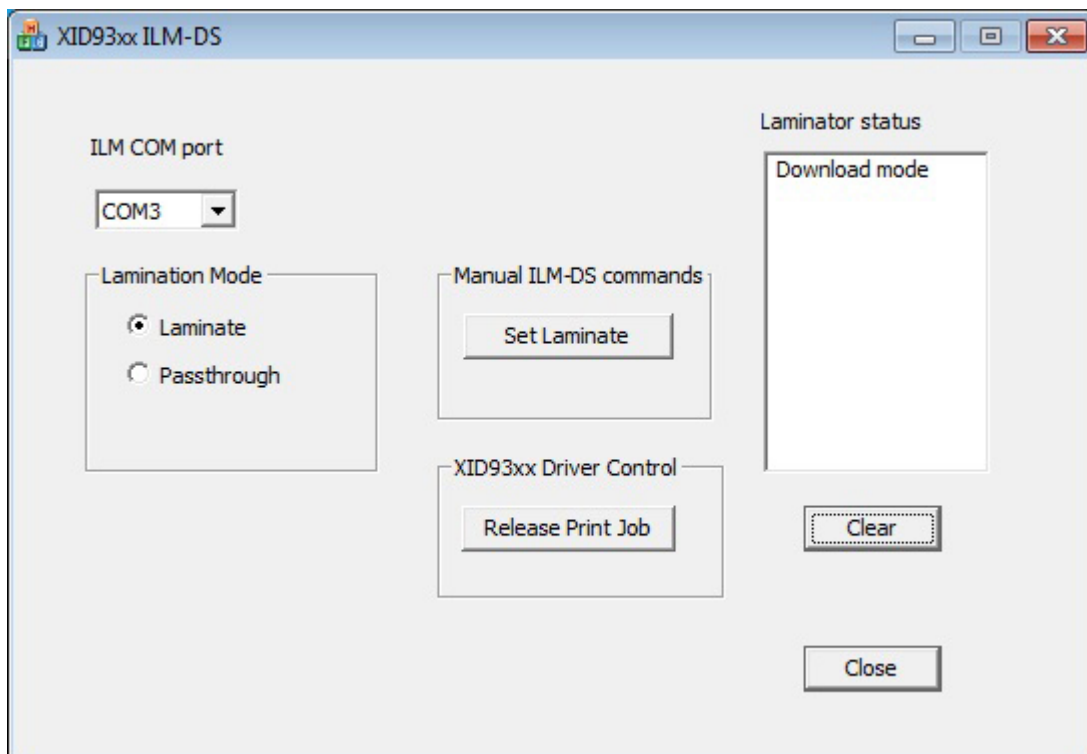 XID93xx ILM-DS
ILM COM port
COM3
Lamination Mode
Laminate
Passthrough
Manual ILM-DS commands
Set Laminate
XID93xx Driver Control
Release Print Job
Laminator status
Download mode
Clear
Close